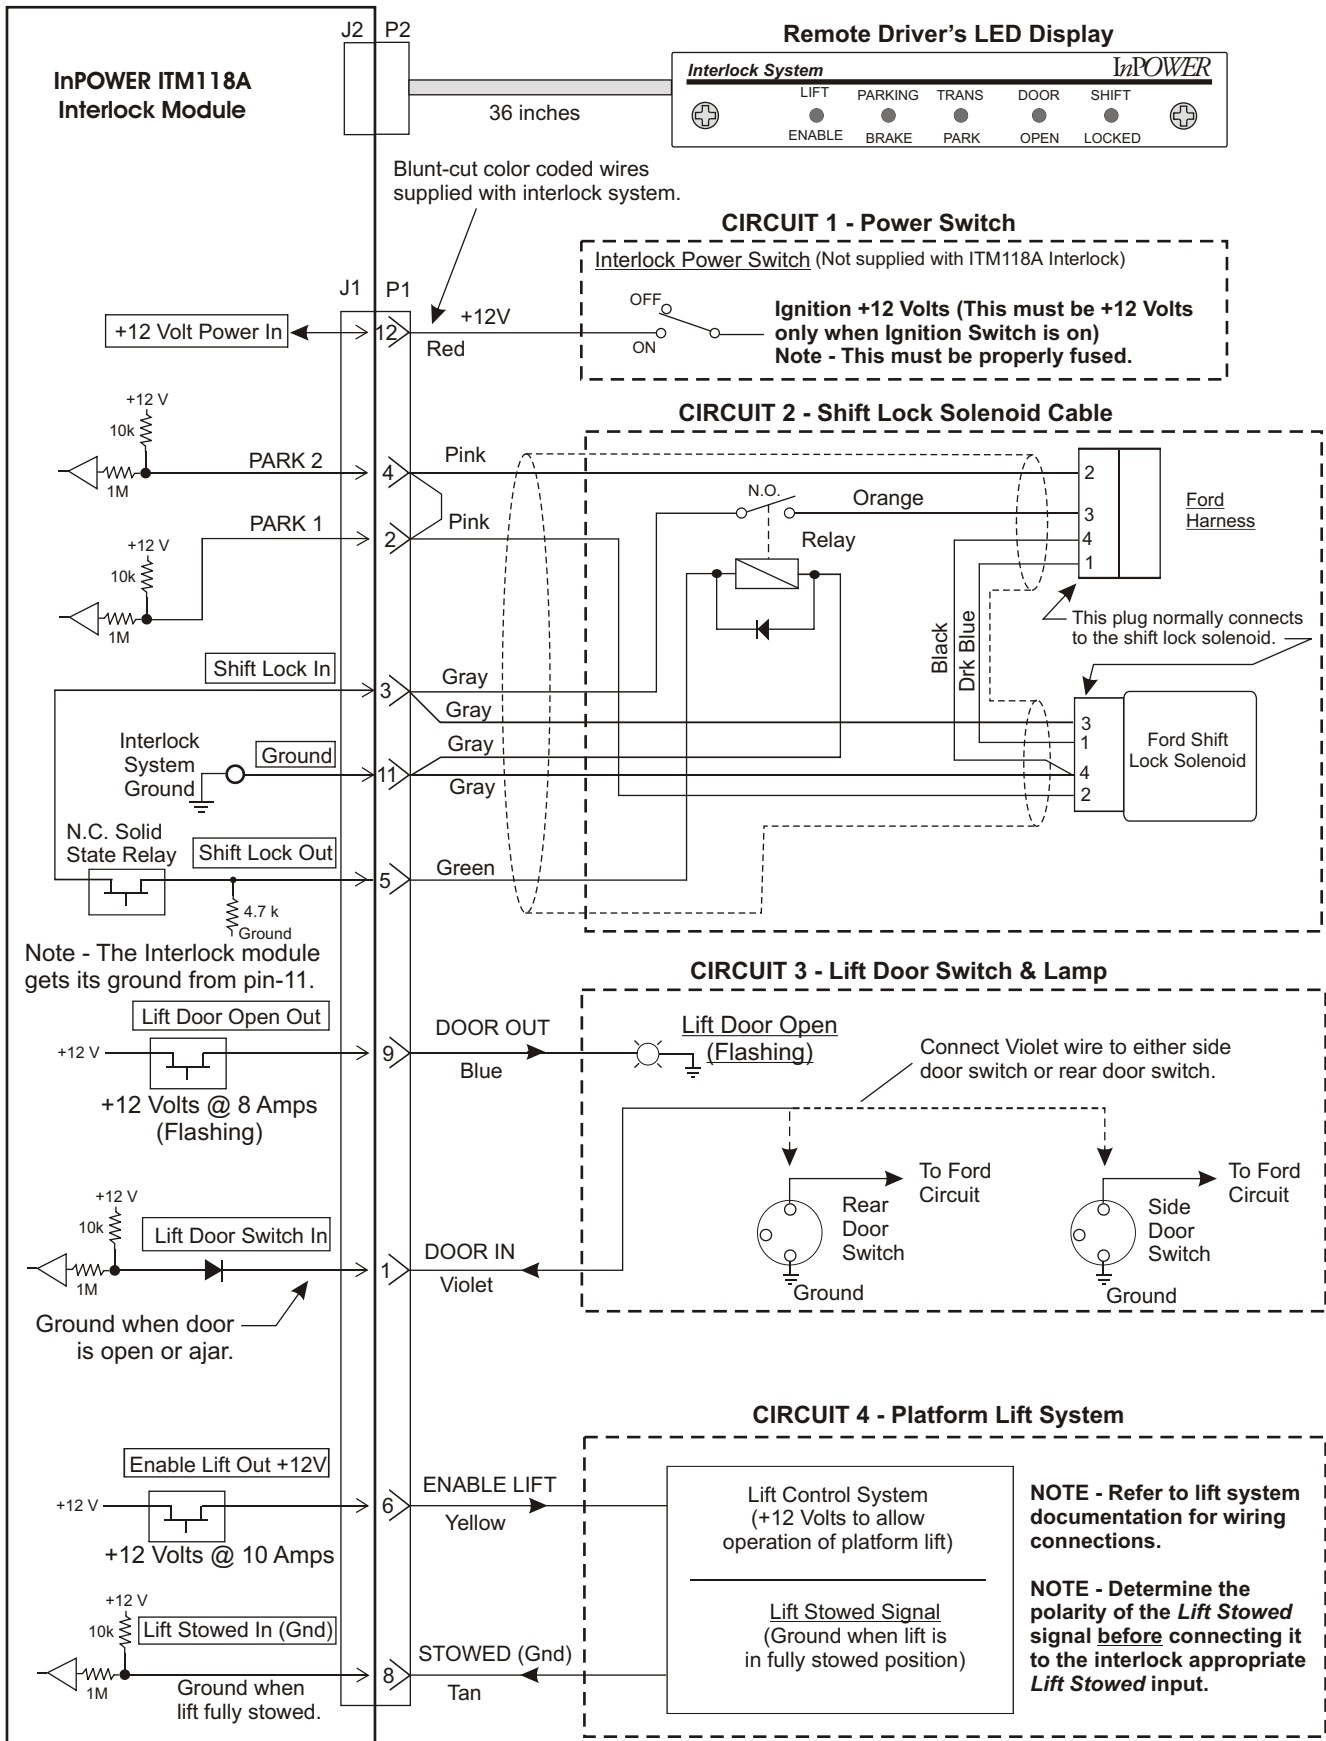 J2 P2
Remote Driver's LED Display
InPOWER ITM118A
Interlock Module
Interlock System
InPOWER
LIFT PARKING TRANS DOOR SHIFT
ENABLE BRAKE PARK OPEN LOCKED
36 inches
Blunt-cut color coded wires
supplied with interlock system.
CIRCUIT 1 - Power Switch
Interlock Power Switch (Not supplied with ITM118A Interlock)
J1 P1
+12 Volt Power In
12
+12V
Red
OFF
ON
Ignition +12 Volts (This must be +12 Volts
only when Ignition Switch is on)
Note - This must be properly fused.
CIRCUIT 2 - Shift Lock Solenoid Cable
+12 V
10k
1M
PARK 2
4
Pink
+12 V
10k
1M
PARK 1
2
Pink
N.O.
Orange
Relay
2
3
4
1
Ford
Harness
This plug normally connects
to the shift lock solenoid.
Black
Drk Blue
Shift Lock In
3
Gray
Gray
Interlock
System
Ground
Ground
11
Gray
Gray
3
1
4
2
Ford Shift
Lock Solenoid
N.C. Solid
State Relay
Shift Lock Out
5
Green
4.7 k
Ground
Note - The Interlock module
gets its ground from pin-11.
CIRCUIT 3 - Lift Door Switch & Lamp
Lift Door Open Out
+12 V
9
DOOR OUT
Blue
Lift Door Open
(Flashing)
+12 Volts @ 8 Amps
(Flashing)
Connect Violet wire to either side
door switch or rear door switch.
To Ford
Circuit
Rear
Door
Switch
Ground
To Ford
Circuit
Side
Door
Switch
Ground
+12 V
10k
1M
Lift Door Switch In
1
DOOR IN
Violet
Ground when door
is open or ajar.
CIRCUIT 4 - Platform Lift System
Enable Lift Out +12V
+12 V
6
ENABLE LIFT
Yellow
+12 Volts @ 10 Amps
Lift Control System
(+12 Volts to allow
operation of platform lift)
NOTE - Refer to lift system
documentation for wiring
connections.
+12 V
10k
1M
Lift Stowed In (Gnd)
Ground when
lift fully stowed.
8
STOWED (Gnd)
Tan
Lift Stowed Signal
(Ground when lift is
in fully stowed position)
NOTE - Determine the
polarity of the Lift Stowed
signal before connecting it
to the interlock appropriate
Lift Stowed input.